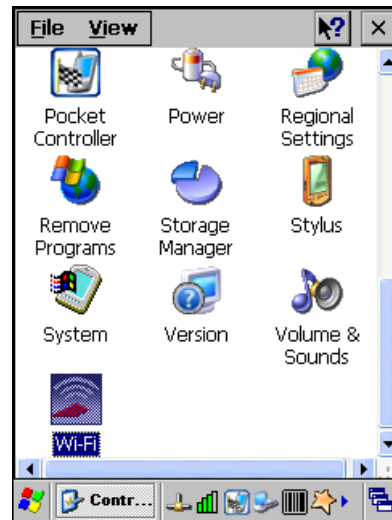 File View
Pocket Controller
Power
Regional Settings
Remove Programs
Storage Manager
Stylus
System
Version
Volume & Sounds
Wi-Fi
Contr...